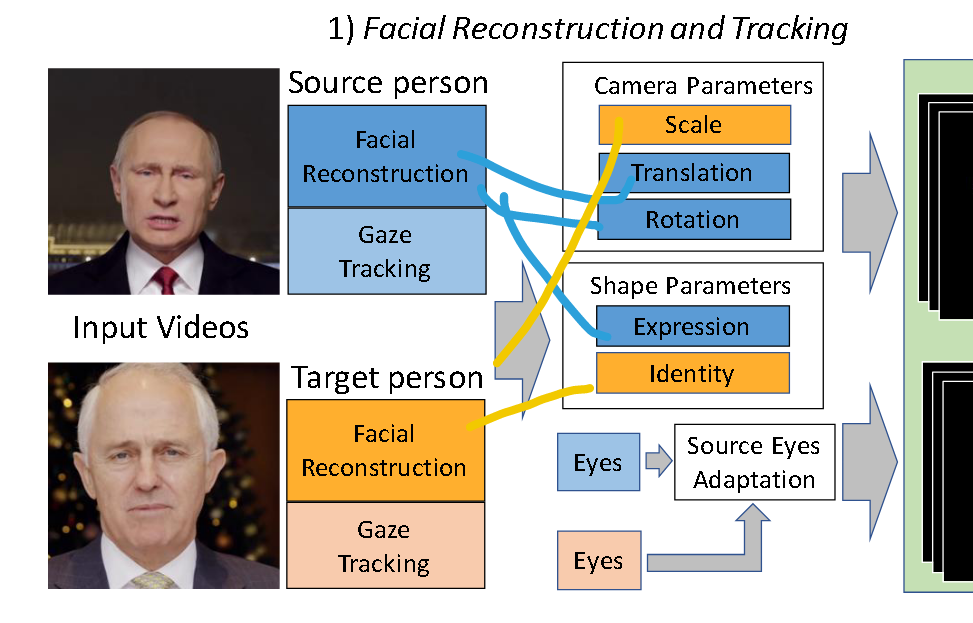 1) Facial Reconstruction and Tracking
Source person
Facial
Reconstruction
Gaze
Tracking
Input Videos
Target person
Facial
Reconstruction
Gaze
Tracking
Camera Parameters
Scale
Translation
Rotation
Shape Parameters
Expression
Identity
Eyes
Source Eyes
Adaptation
Eyes